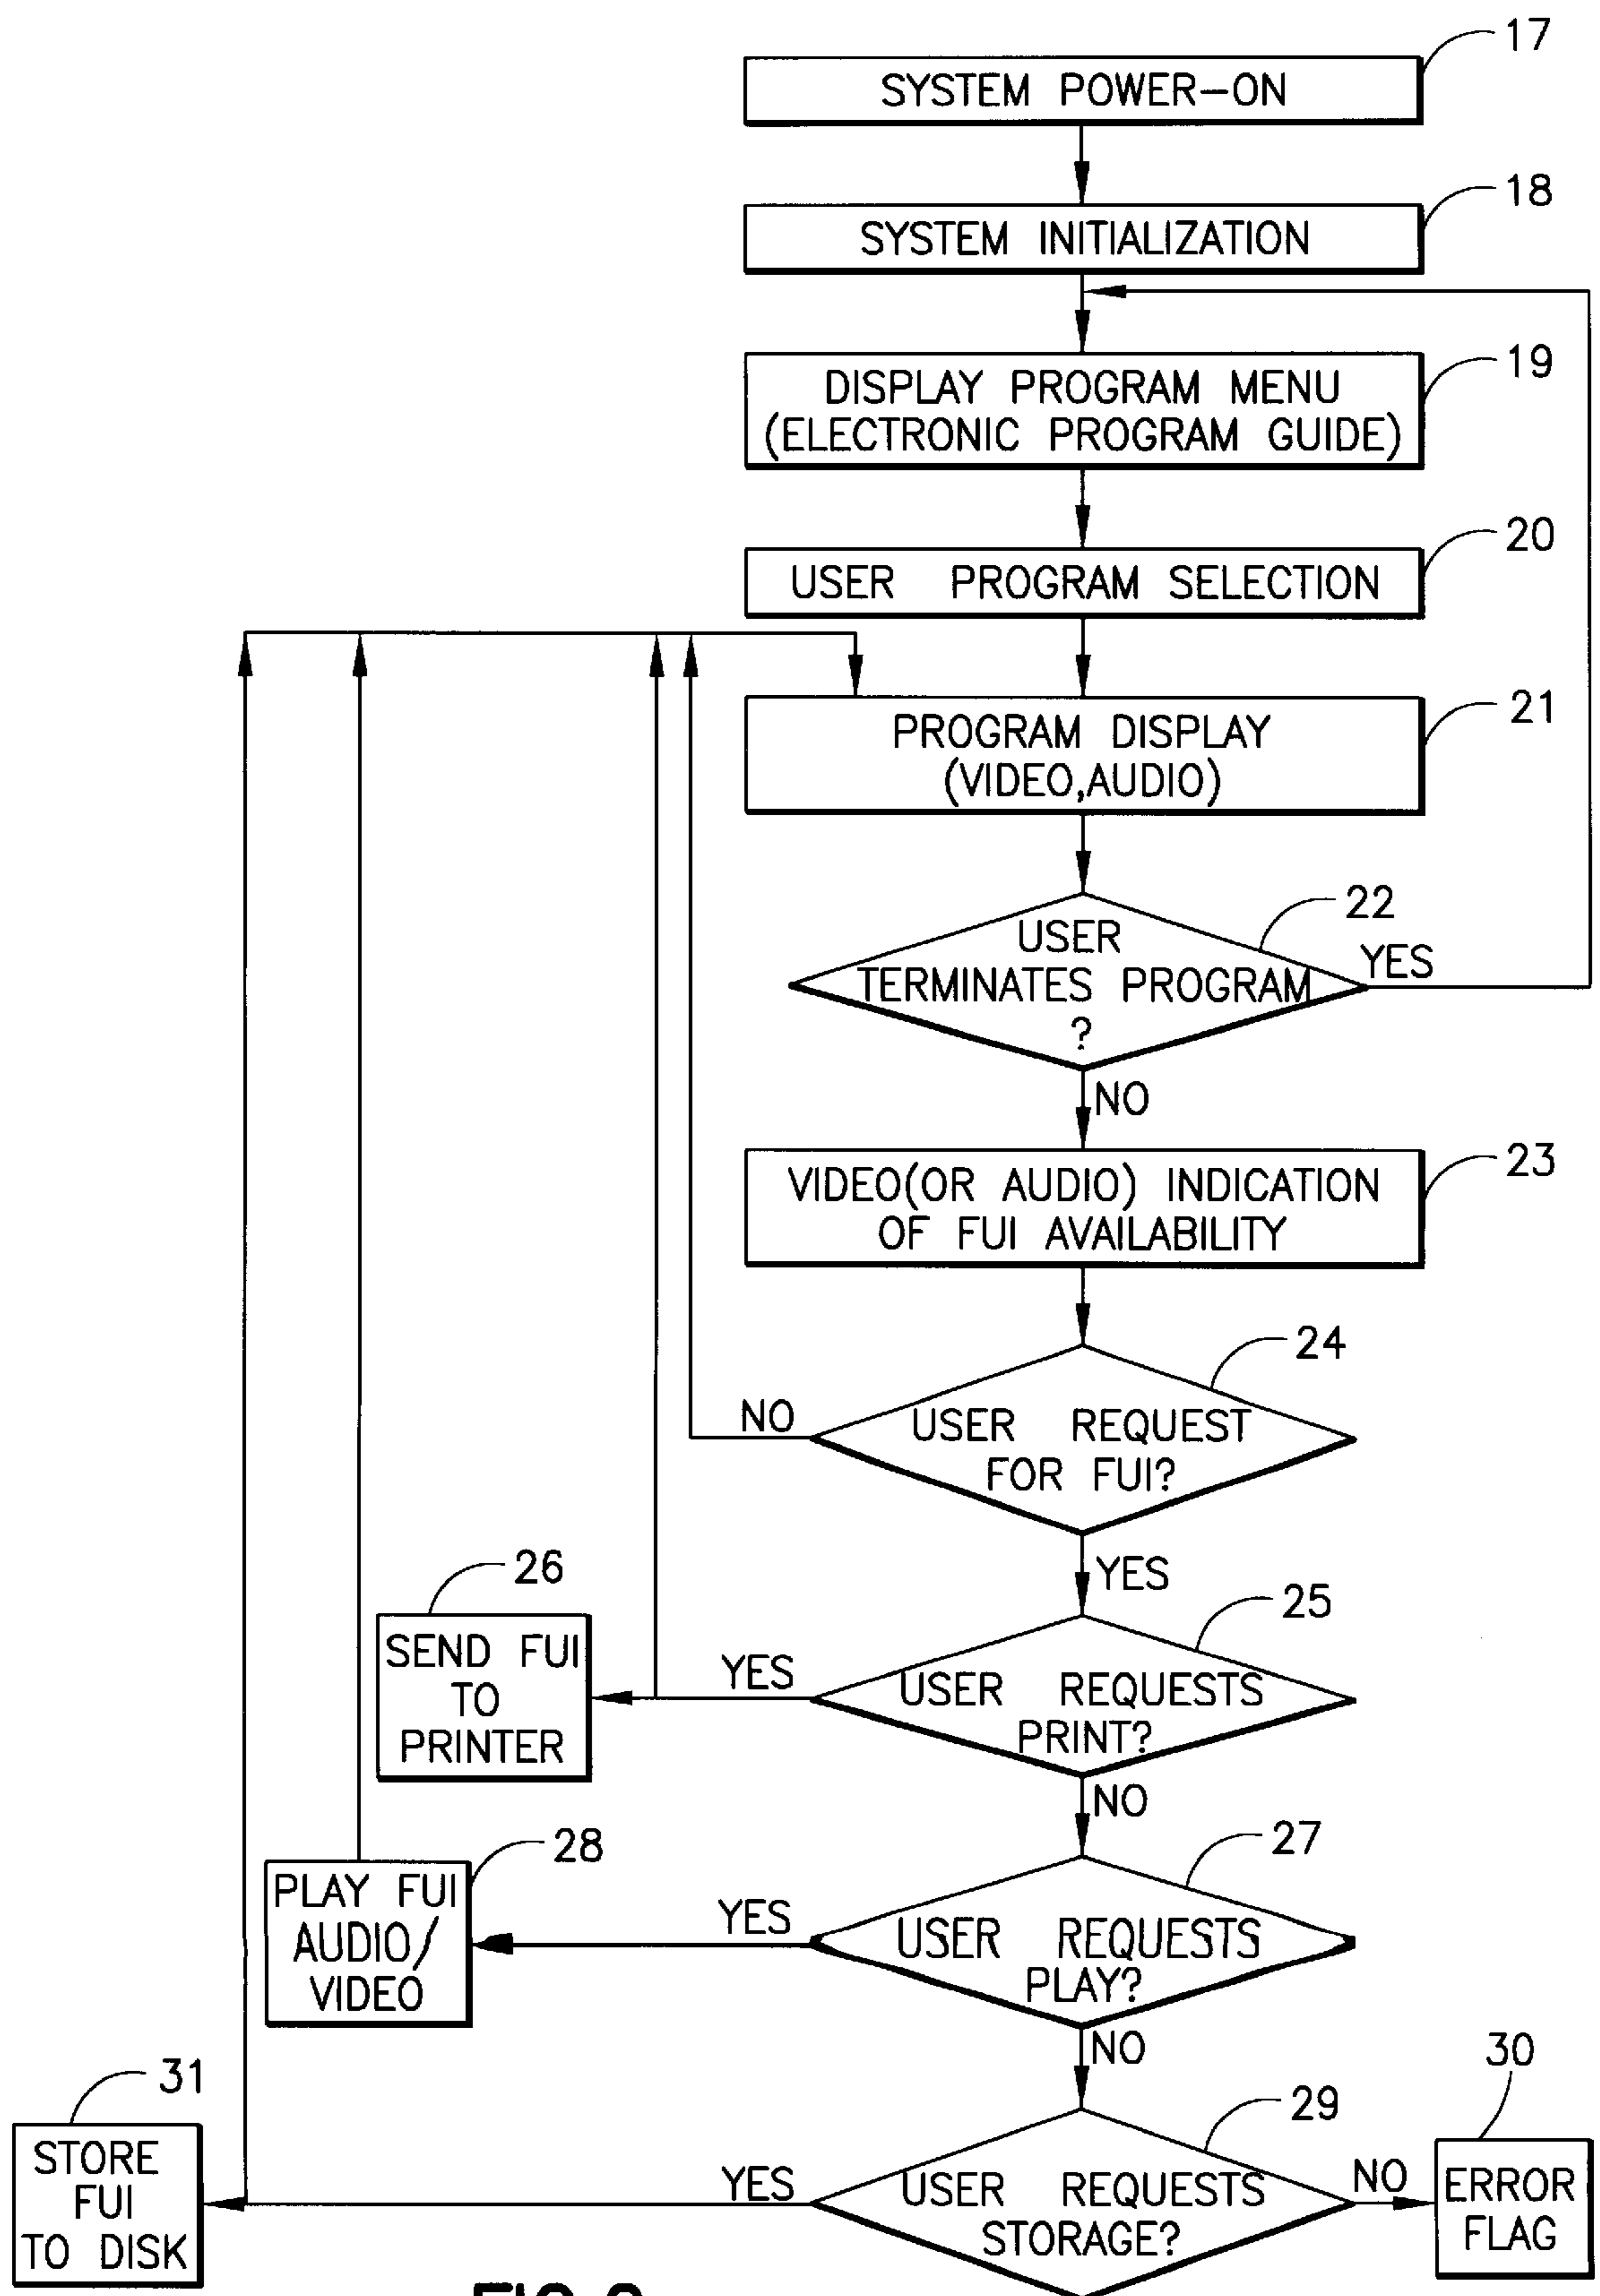 17
SYSTEM POWER-ON
18
SYSTEM INITIALIZATION
19
DISPLAY PROGRAM MENU
(ELECTRONIC PROGRAM GUIDE)
20
USER PROGRAM SELECTION
21
PROGRAM DISPLAY
(VIDEO,AUDIO)
22
USER
TERMINATES PROGRAM
?
YES
NO
23
VIDEO(OR AUDIO) INDICATION
OF FUI AVAILABILITY
24
USER REQUEST
FOR FUI?
NO
YES
25
USER REQUESTS
PRINT?
YES
26
SEND FUI
TO
PRINTER
NO
27
USER REQUESTS
PLAY?
YES
28
PLAY FUI
AUDIO/
VIDEO
NO
29
USER REQUESTS
STORAGE?
NO
30
ERROR
FLAG
YES
31
STORE
FUI
TO DISK